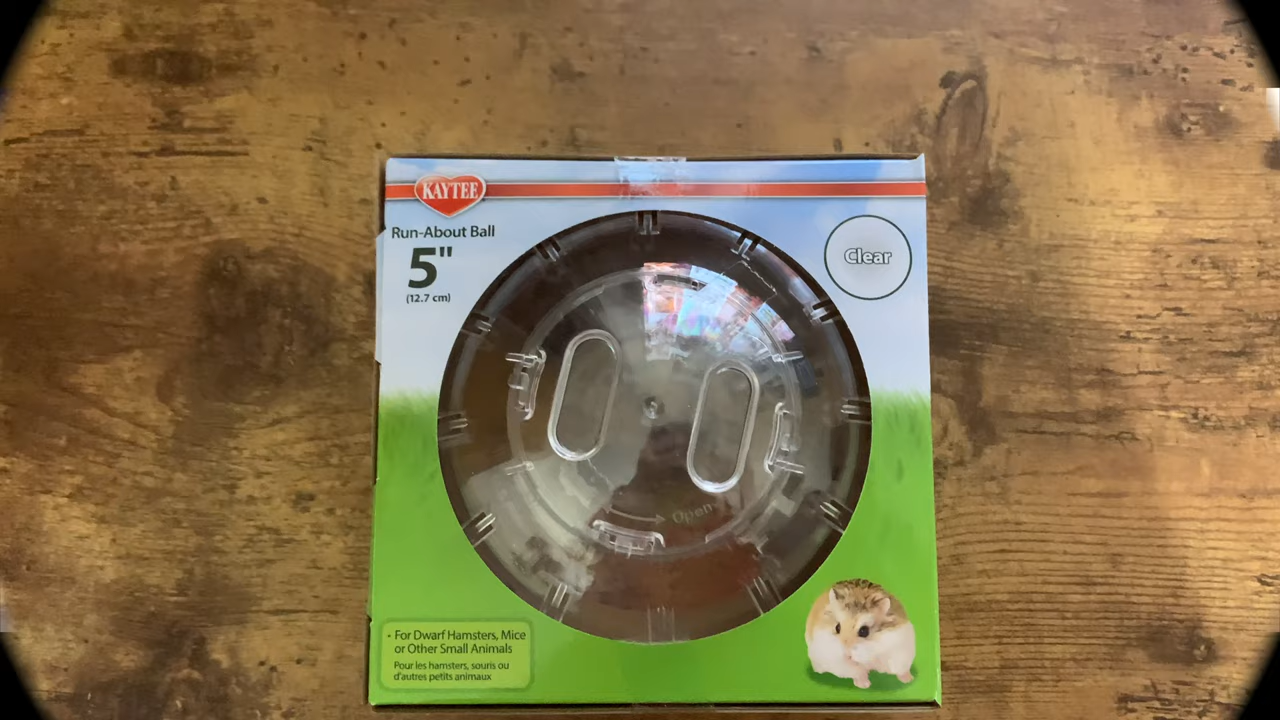 KAYTEE
Run-About Ball
5"
(12.7 cm)
Clear
Open
• For Dwarf Hamsters, Mice
or Other Small Animals
Pour les hamsters, souris ou
d'autres petits animaux